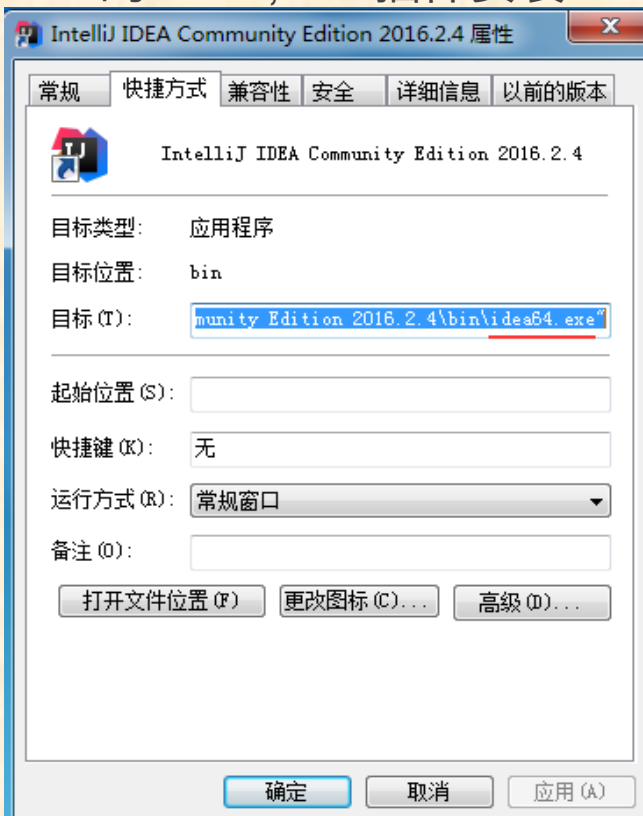 IntelliJ IDEA Community Edition 2016.2.4 属性
常规 快捷方式 兼容性 安全 详细信息 以前的版本
IntelliJ IDEA Community Edition 2016.2.4
目标类型: 应用程序
目标位置: bin
目标(T): munity Edition 2016.2.4\bin\idea64.exe"
起始位置(S):
快捷键(K): 无
运行方式(R): 常规窗口
备注(O):
打开文件位置(F) 更改图标(C)... 高级(D)...
确定 取消 应用(A)